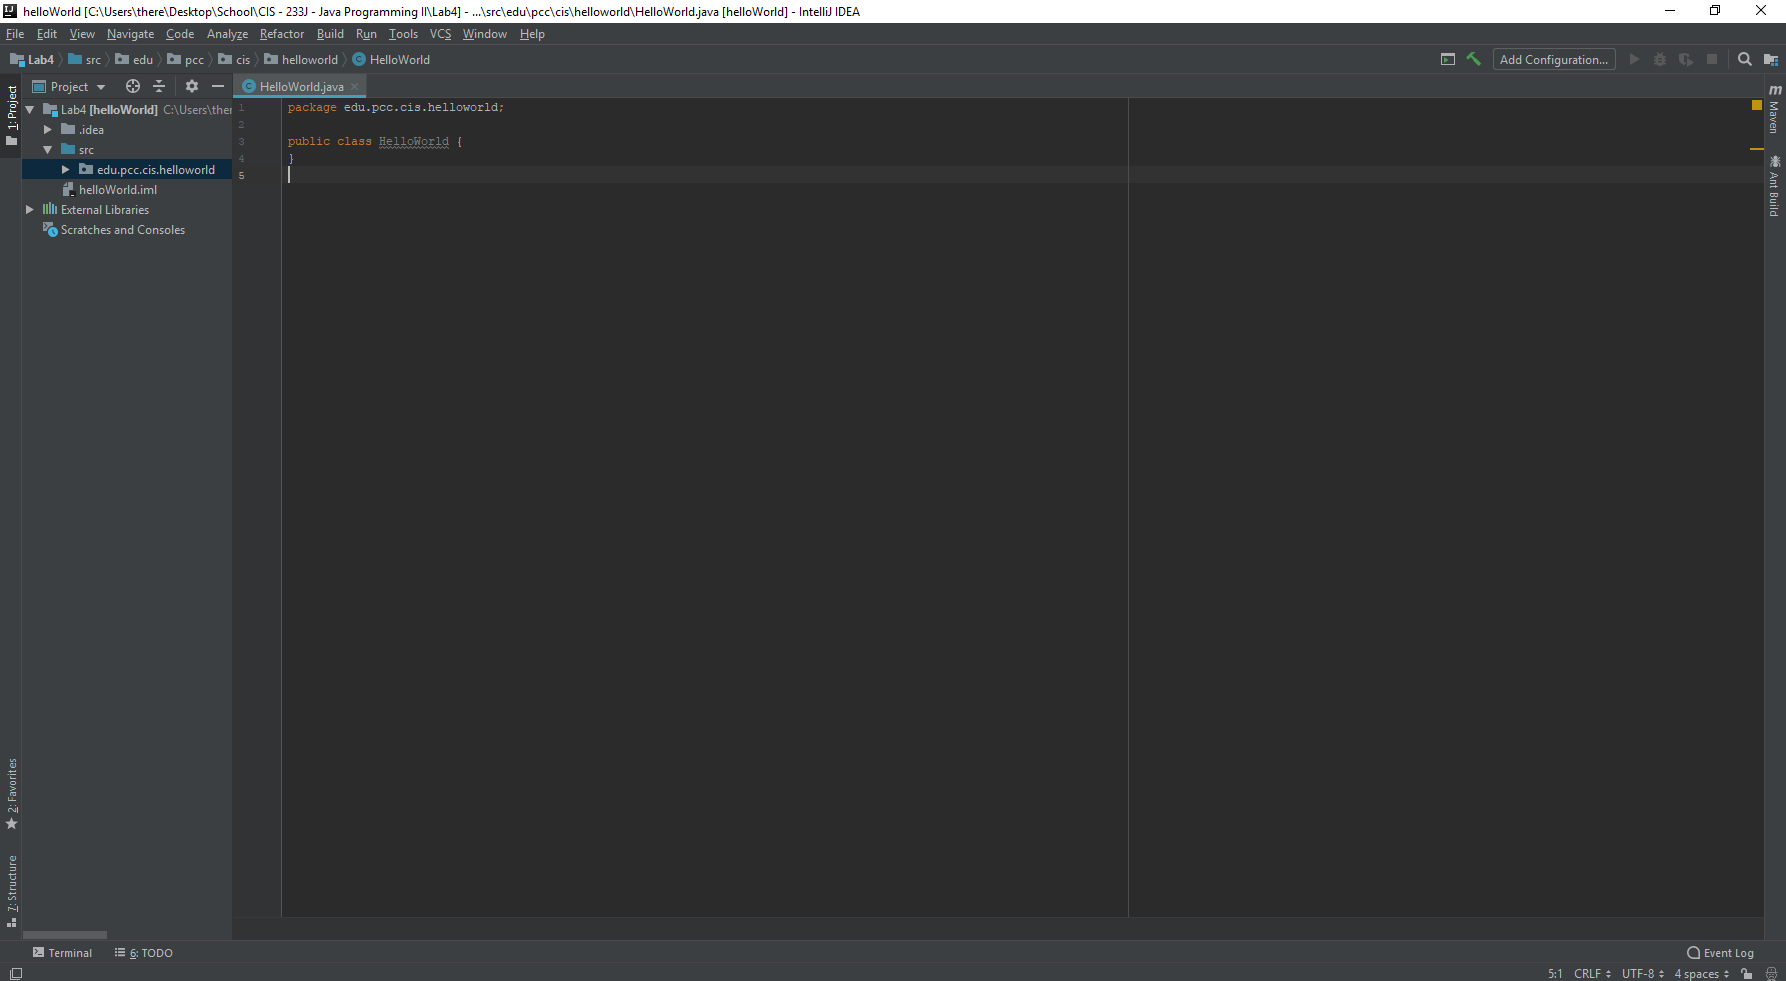 helloWorld [C:\Users\there\Desktop\School\CIS - 233J - Java Programming II\Lab4] - ...\src\edu\pcc\cis\helloworld\HelloWorld.java [helloWorld] - IntelliJ IDEA
File Edit View Navigate Code Analyze Refactor Build Run Tools VCS Window Help
Lab4 src edu pcc cis helloworld HelloWorld Add Configuration...
1: Project
Project
Lab4 [helloWorld] C:\Users\ther
.idea
src
edu.pcc.cis.helloworld
helloWorld.iml
External Libraries
Scratches and Consoles
HelloWorld.java
1 package edu.pcc.cis.helloworld;
2
3 public class HelloWorld {
4 }
5
Maven
Ant Build
2: Favorites
7: Structure
Terminal 6: TODO Event Log
5:1 CRLF UTF-8 4 spaces